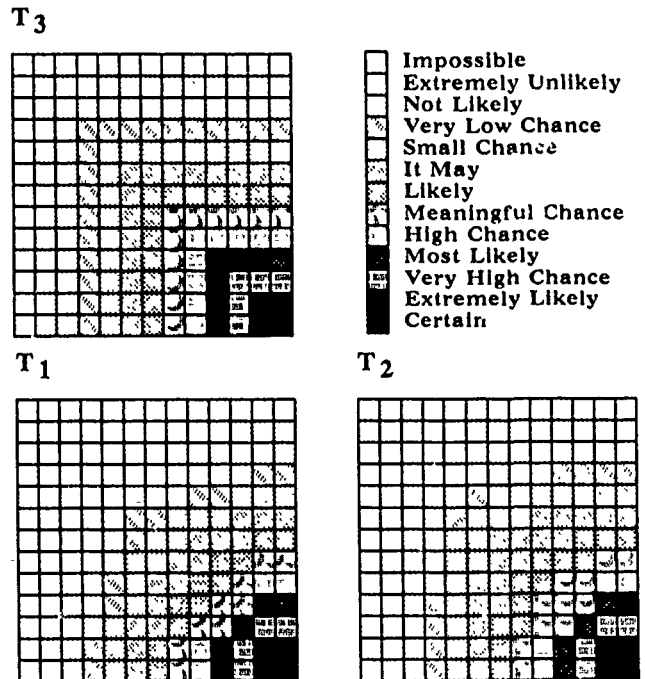 T3
Impossible
Extremely Unlikely
Not Likely
Very Low Chance
Small Chance
It May
Likely
Meaningful Chance
High Chance
Most Likely
Very High Chance
Extremely Likely
Certain
T1
T2